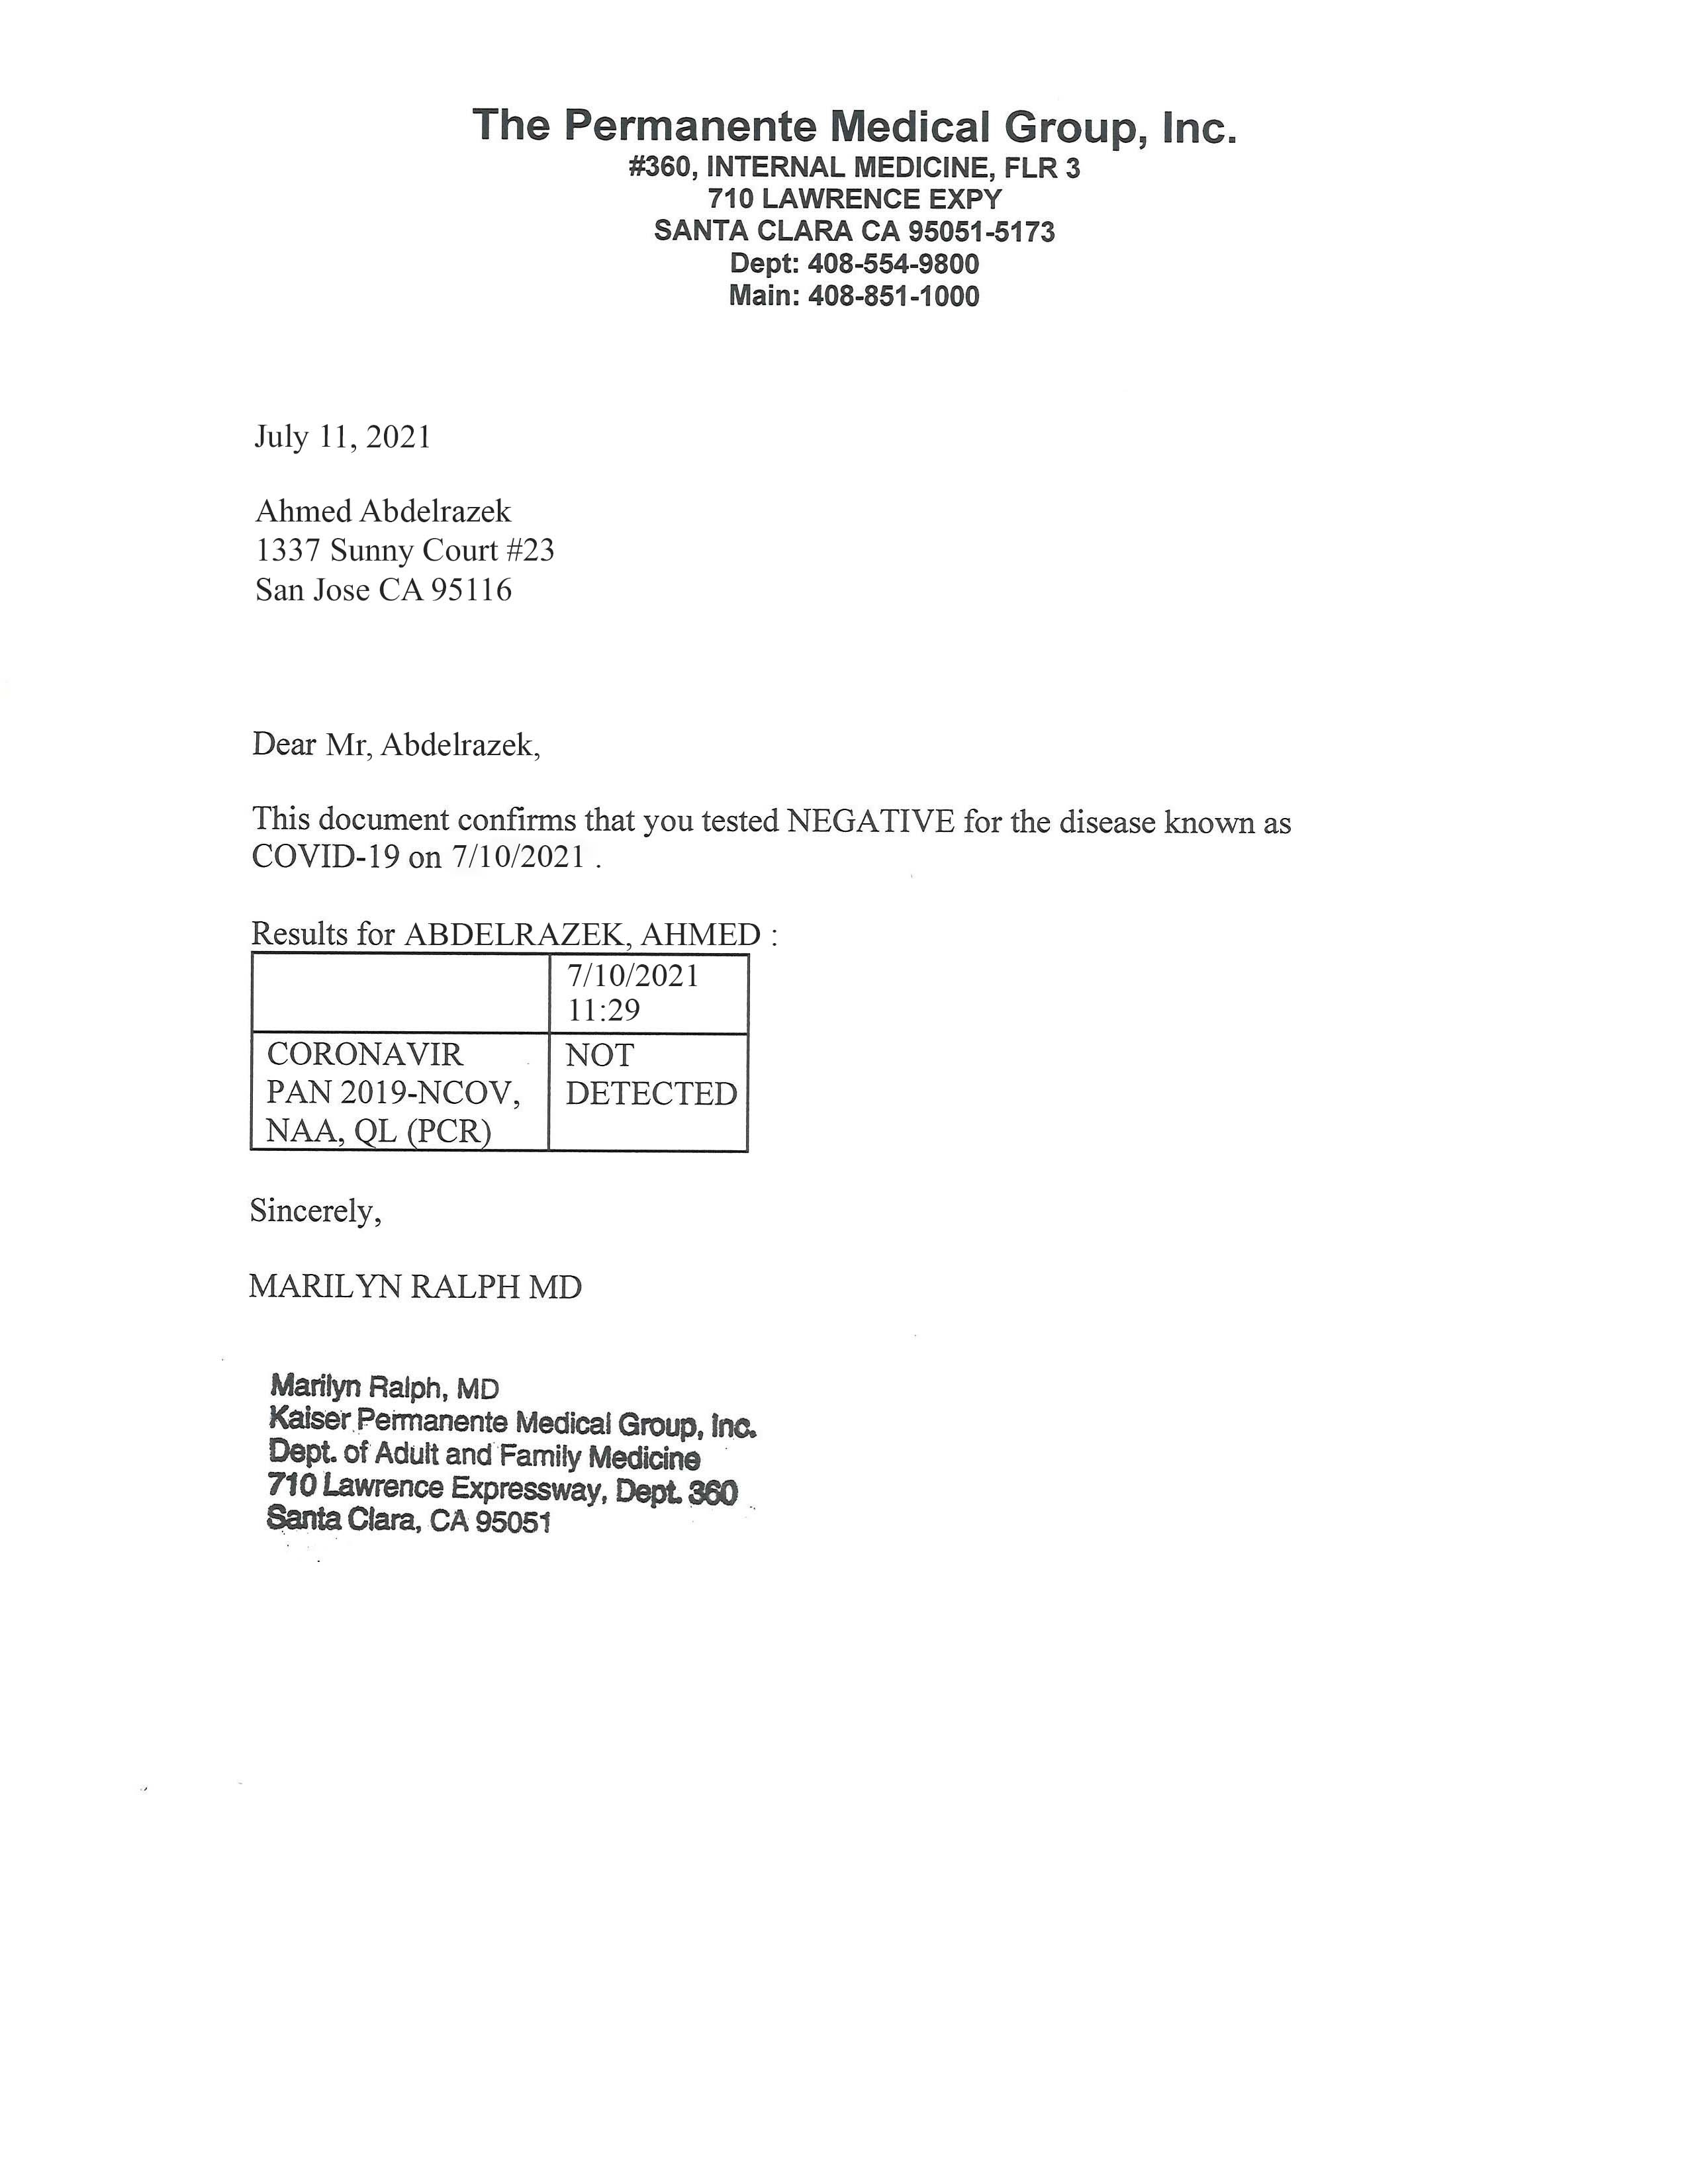 The Permanente Medical Group, Inc.
#360, INTERNAL MEDICINE, FLR 3
710 LAWRENCE EXPY
SANTA CLARA CA 95051-5173
Dept: 408-554-9800
Main: 408-851-1000
July 11, 2021
Ahmed Abdelrazek
1337 Sunny Court #23
San Jose CA 95116
Dear Mr, Abdelrazek,
This document confirms that you tested NEGATIVE for the disease known as
COVID-19 on 7/10/2021 .
Results for ABDELRAZEK, AHMED :
7/10/2021
11:29
CORONAVIR
PAN 2019-NCOV,
NAA, QL (PCR)
NOT
DETECTED
Sincerely,
MARILYN RALPH MD
Marilyn Ralph, MD
Kaiser Permanente Medical Group, Inc.
Dept. of Adult and Family Medicine
710 Lawrence Expressway, Dept. 360
Santa Clara, CA 95051